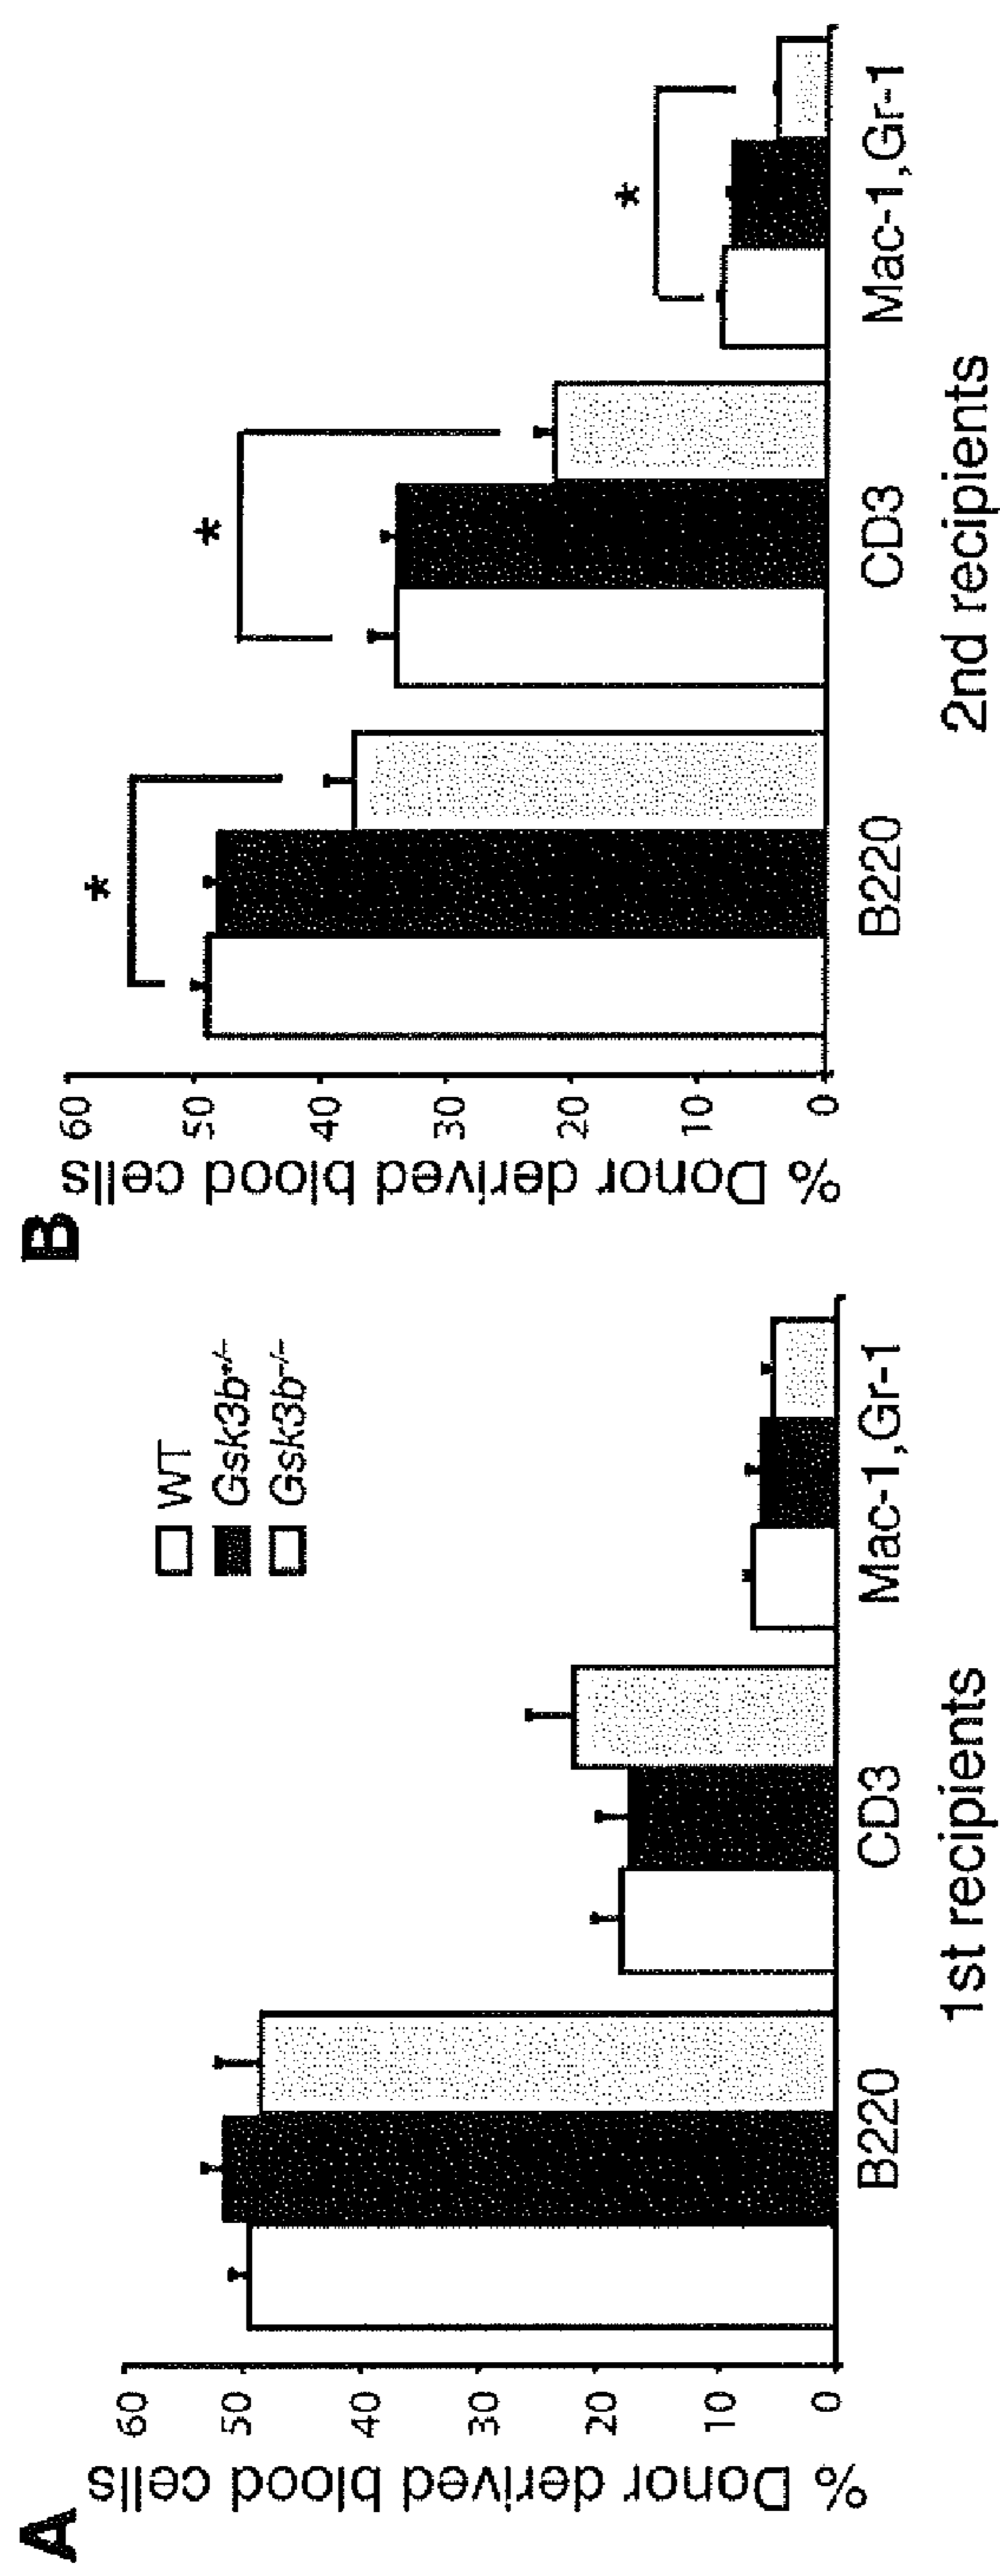 A
% Donor derived blood cells
60
50
40
30
20
10
0
WT
Gsk3b+/–
Gsk3b–/–
B220
CD3
Mac-1,Gr-1
1st recipients
B
% Donor derived blood cells
60
50
40
30
20
10
0
*
*
*
B220
CD3
Mac-1,Gr-1
2nd recipients